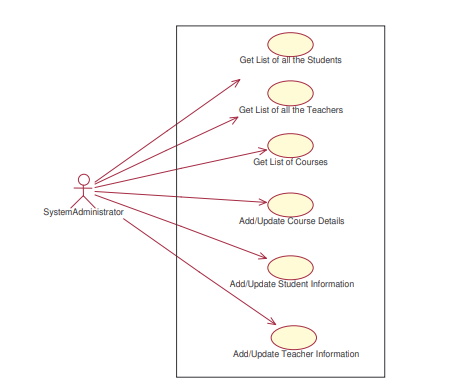 Get List of all the Students
Get List of all the Teachers
Get List of Courses
SystemAdministrator
Add/Update Course Details
Add/Update Student Information
Add/Update Teacher Information